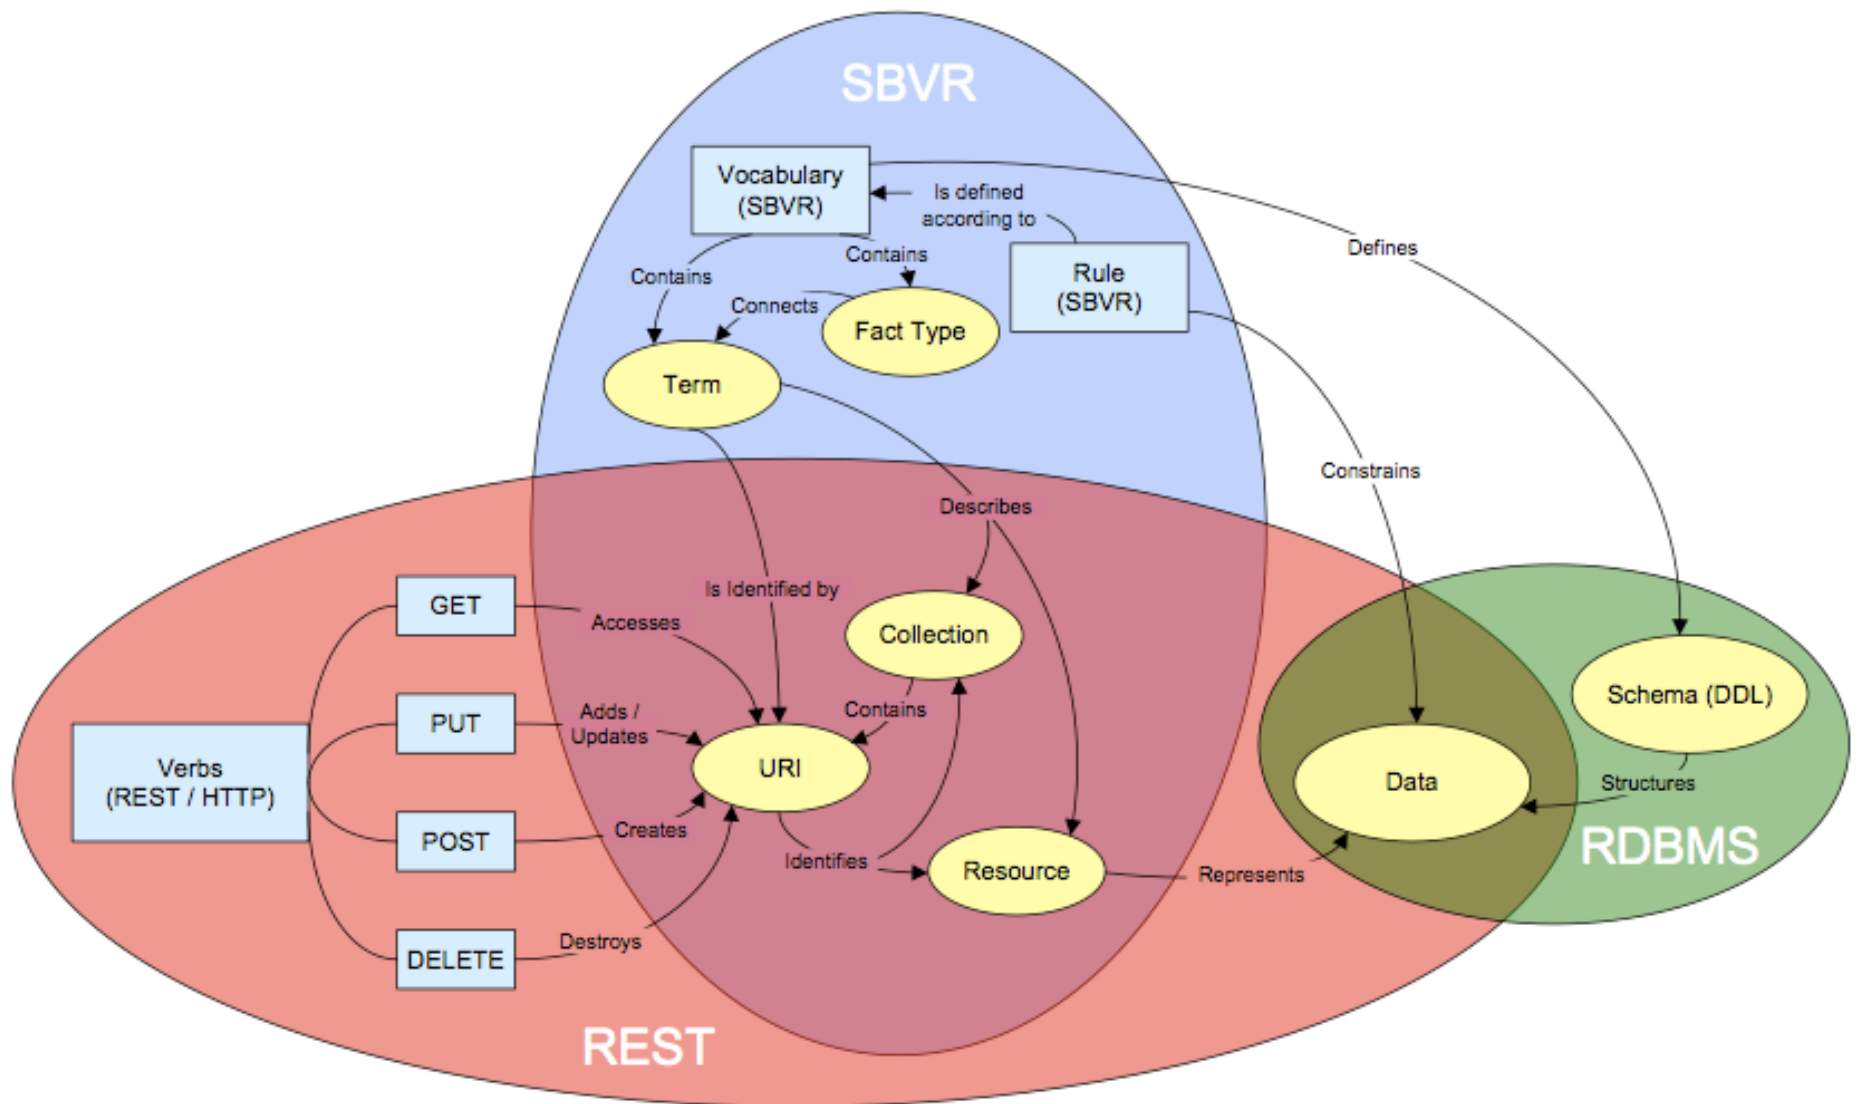 SBVR
Vocabulary
(SBVR)
Is defined
according to
Defines
Contains
Contains
Rule
(SBVR)
Connects
Fact Type
Term
Constrains
Describes
Is Identified by
GET
Accesses
Collection
Schema (DDL)
PUT
Adds /
Updates
Contains
Verbs
(REST / HTTP)
URI
Data
Structures
POST
Creates
Identifies
Resource
Represents
RDBMS
DELETE
Destroys
REST